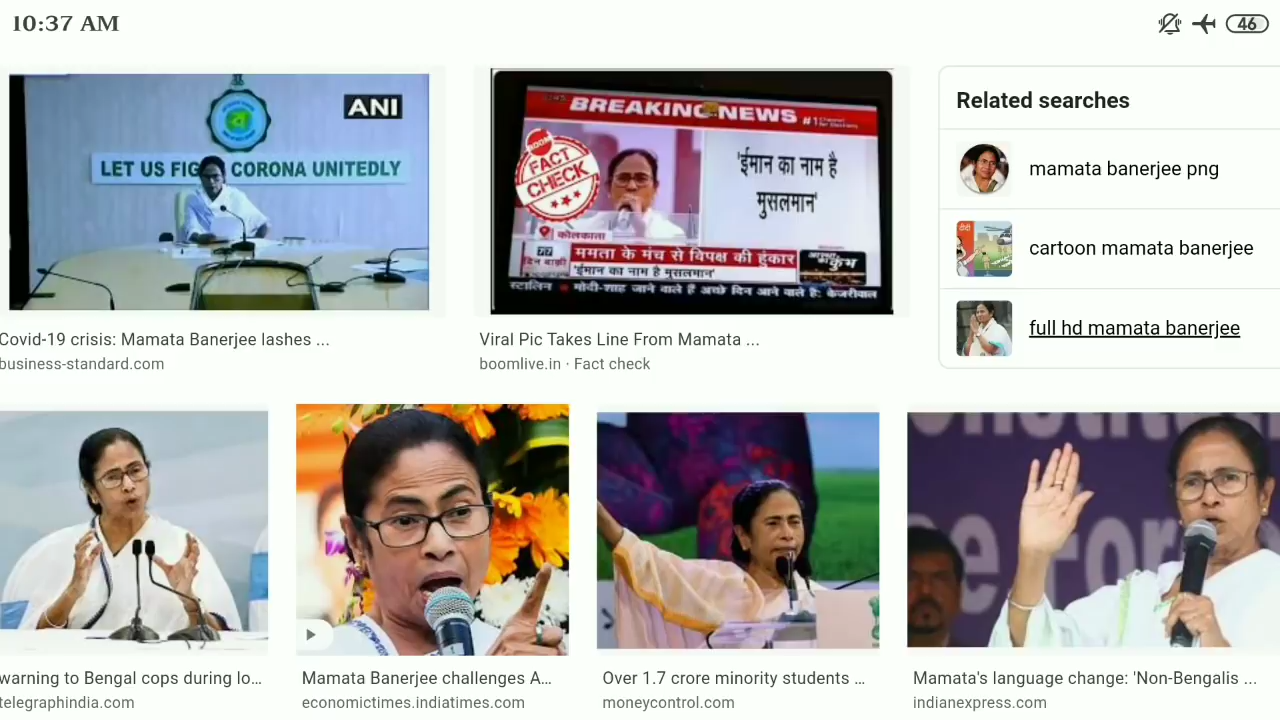 10:37 AM
46
ANI
LET US FIG CORONA UNITEDLY
BREAKING NEWS
#1
BOOM
FACT
CHECK
'ईमान का नाम है
मुसलमान'
कोलकाता
77
दिन बाकी
ममता के मंच से विपक्ष की हुंकार
'ईमान का नाम है मुसलमान'
कुंभ
स्टालिन
मोदी-शाह जाने वाले हैं अच्छे दिन आने वाले हैं: केजरीवाल
Related searches
mamata banerjee png
cartoon mamata banerjee
full hd mamata banerjee
Covid-19 crisis: Mamata Banerjee lashes ...
business-standard.com
Viral Pic Takes Line From Mamata ...
boomlive.in · Fact check
warning to Bengal cops during lo...
telegraphindia.com
Mamata Banerjee challenges A...
economictimes.indiatimes.com
Over 1.7 crore minority students ...
moneycontrol.com
Mamata's language change: 'Non-Bengalis ...
indianexpress.com